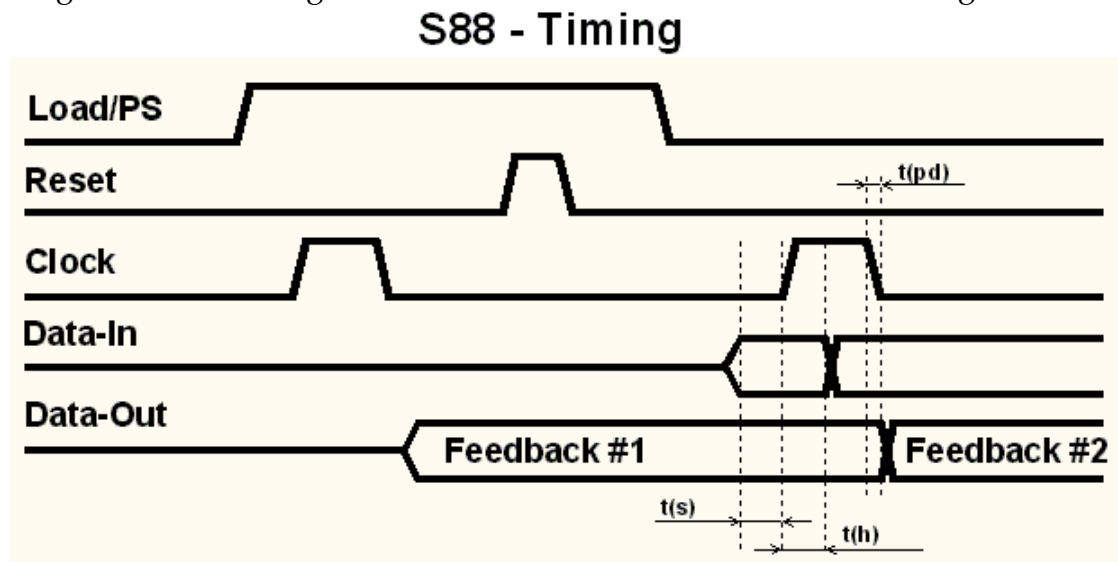 S88 - Timing
Load/PS
Reset
t(pd)
Clock
Data-In
Data-Out
Feedback #1
Feedback #2
t(s)
t(h)